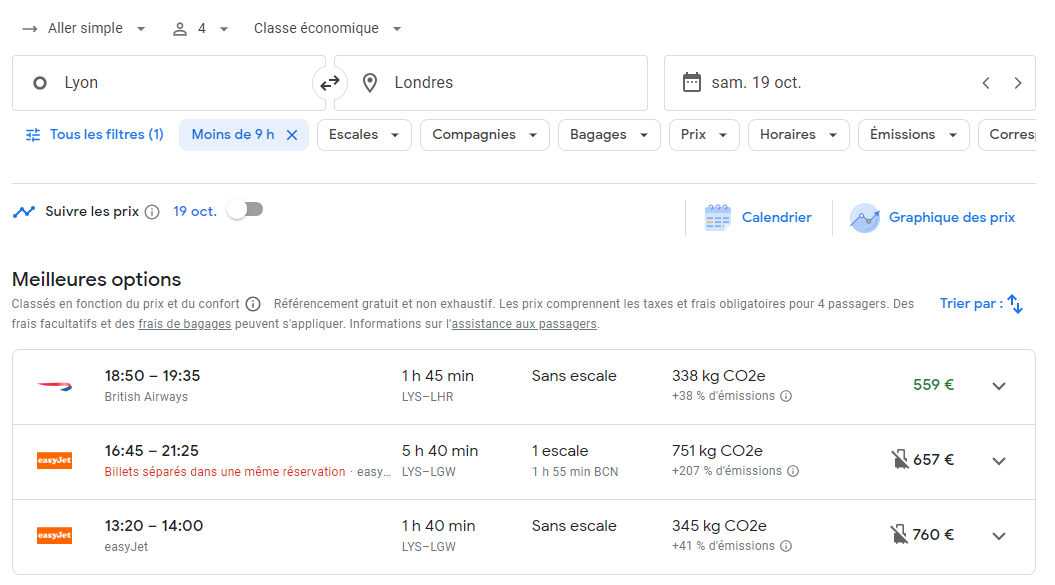 Aller simple 4 Classe économique
Lyon Londres sam. 19 oct.
Tous les filtres (1) Moins de 9 h Escales Compagnies Bagages Prix Horaires Émissions Corres
Suivre les prix 19 oct. Calendrier Graphique des prix
Meilleures options
Classés en fonction du prix et du confort Référencement gratuit et non exhaustif. Les prix comprennent les taxes et frais obligatoires pour 4 passagers. Des
frais facultatifs et des frais de bagages peuvent s'appliquer. Informations sur l'assistance aux passagers.
Trier par :
18:50 – 19:35 1 h 45 min Sans escale 338 kg CO2e 559 €
British Airways LYS–LHR +38 % d'émissions
easyJet
16:45 – 21:25 5 h 40 min 1 escale 751 kg CO2e 657 €
Billets séparés dans une même réservation · easy... LYS–LGW 1 h 55 min BCN +207 % d'émissions
easyJet
13:20 – 14:00 1 h 40 min Sans escale 345 kg CO2e 760 €
easyJet LYS–LGW +41 % d'émissions